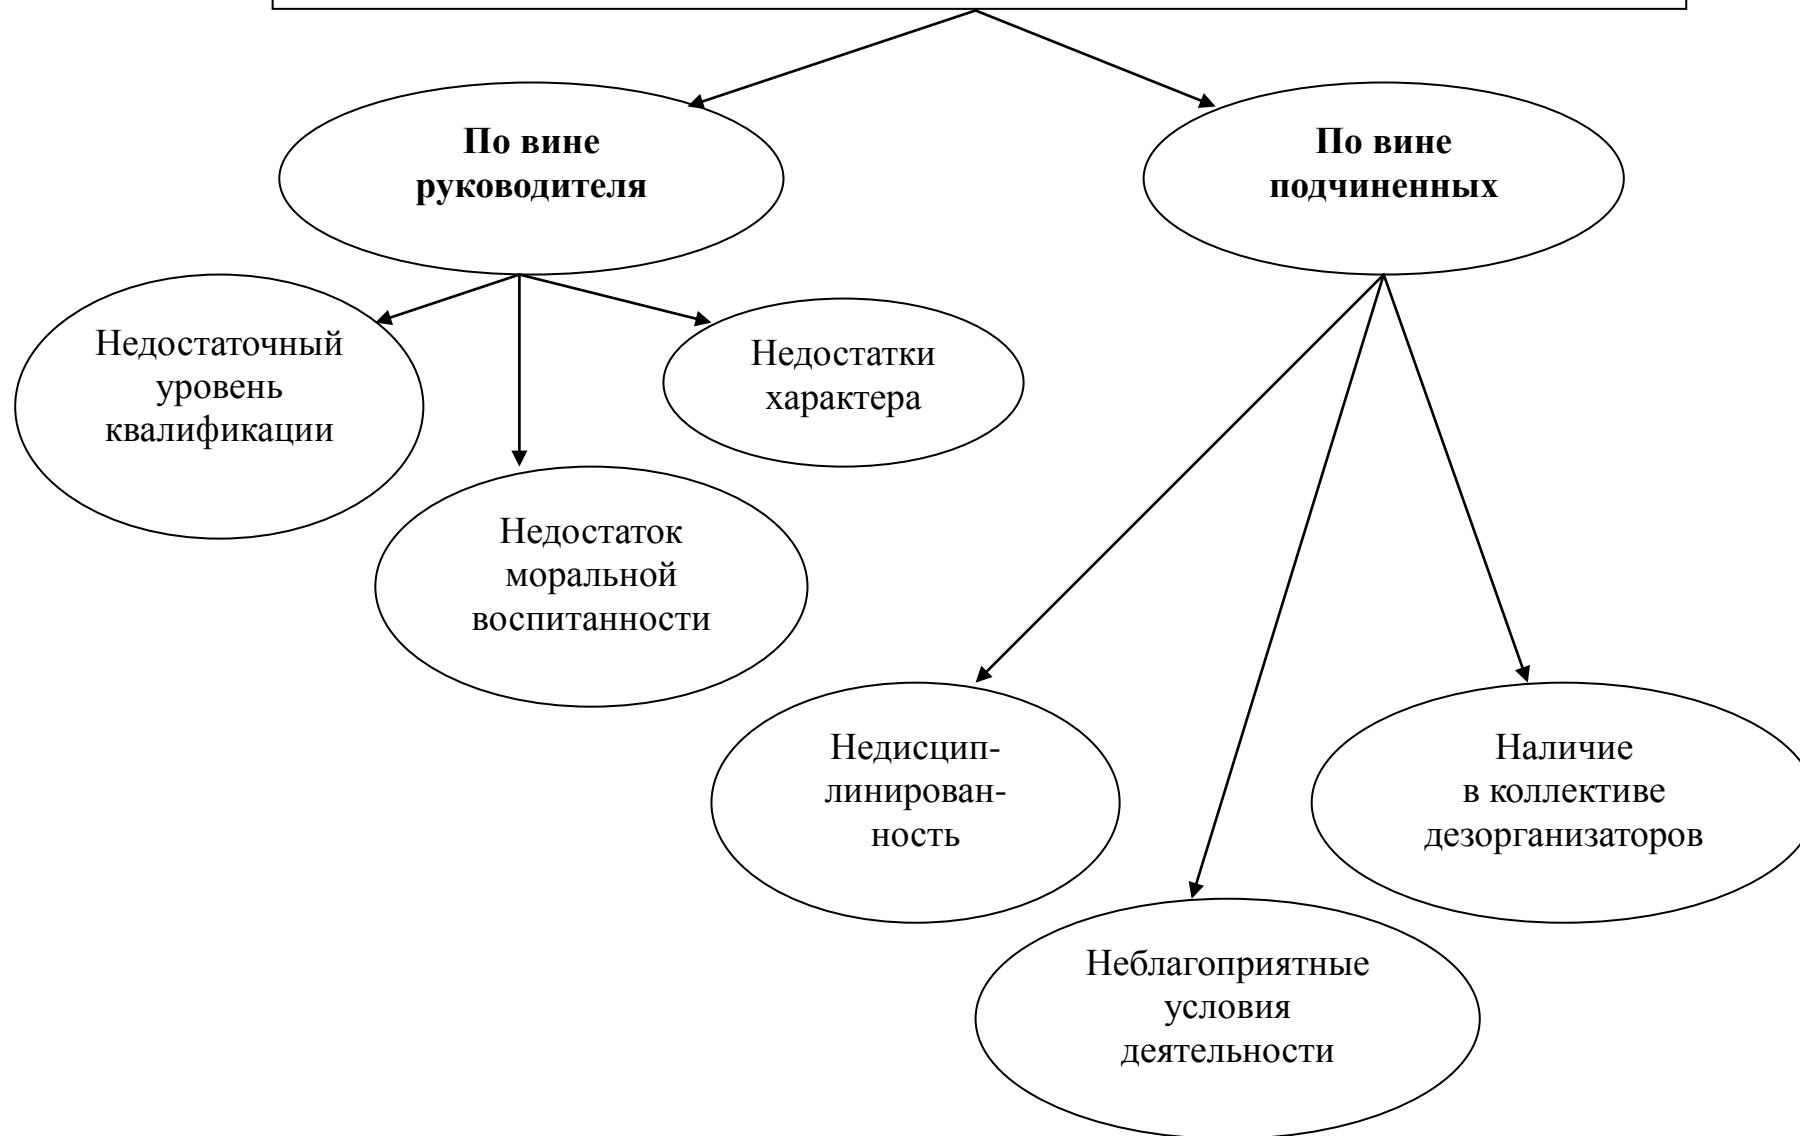 По вине
руководителя
По вине
подчиненных
Недостаточный
уровень
квалификации
Недостатки
характера
Недостаток
моральной
воспитанности
Недисцип-
линирован-
ность
Наличие
в коллективе
дезорганизаторов
Неблагоприятные
условия
деятельности